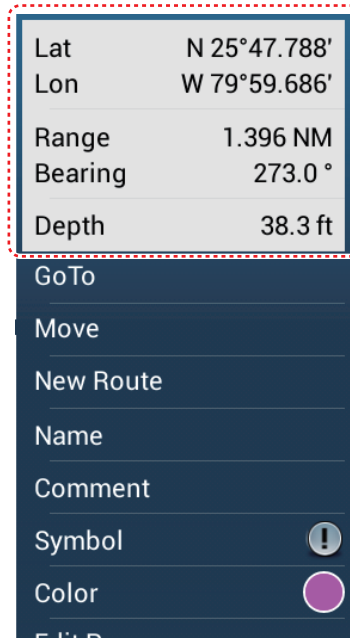 Lat N 25°47.788'
Lon W 79°59.686'
Range 1.396 NM
Bearing 273.0 °
Depth 38.3 ft
GoTo
Move
New Route
Name
Comment
Symbol !
Color